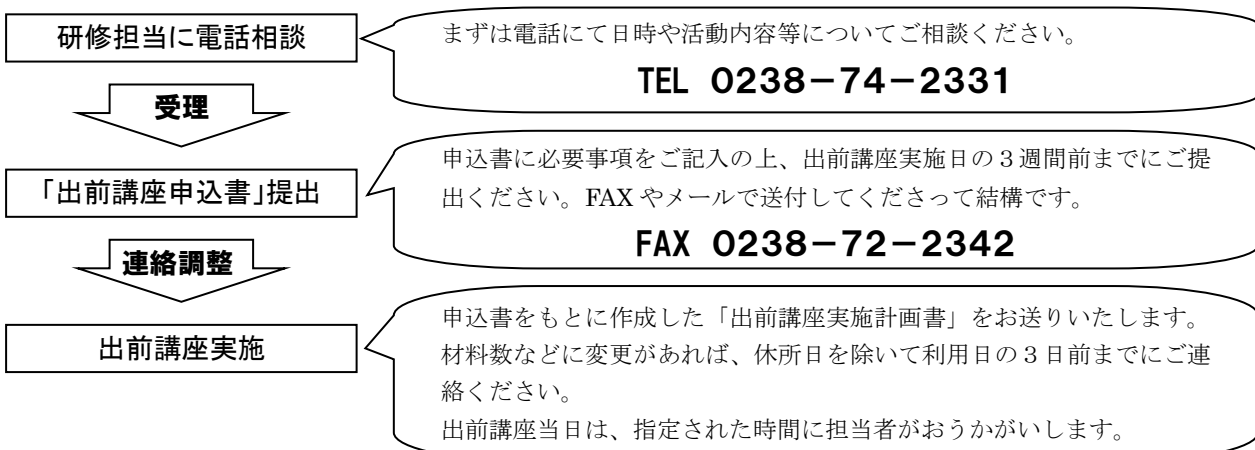 研修担当に電話相談
まずは電話にて日時や活動内容等についてご相談ください。
TEL 0238－74－2331
受理
「出前講座申込書」提出
申込書に必要事項をご記入の上、出前講座実施日の３週間前までにご提
出ください。FAX やメールで送付してくださって結構です。
FAX 0238－72－2342
連絡調整
出前講座実施
申込書をもとに作成した「出前講座実施計画書」をお送りいたします。
材料数などに変更があれば、休所日を除いて利用日の３日前までにご連
絡ください。
出前講座当日は、指定された時間に担当者がおうかがいします。